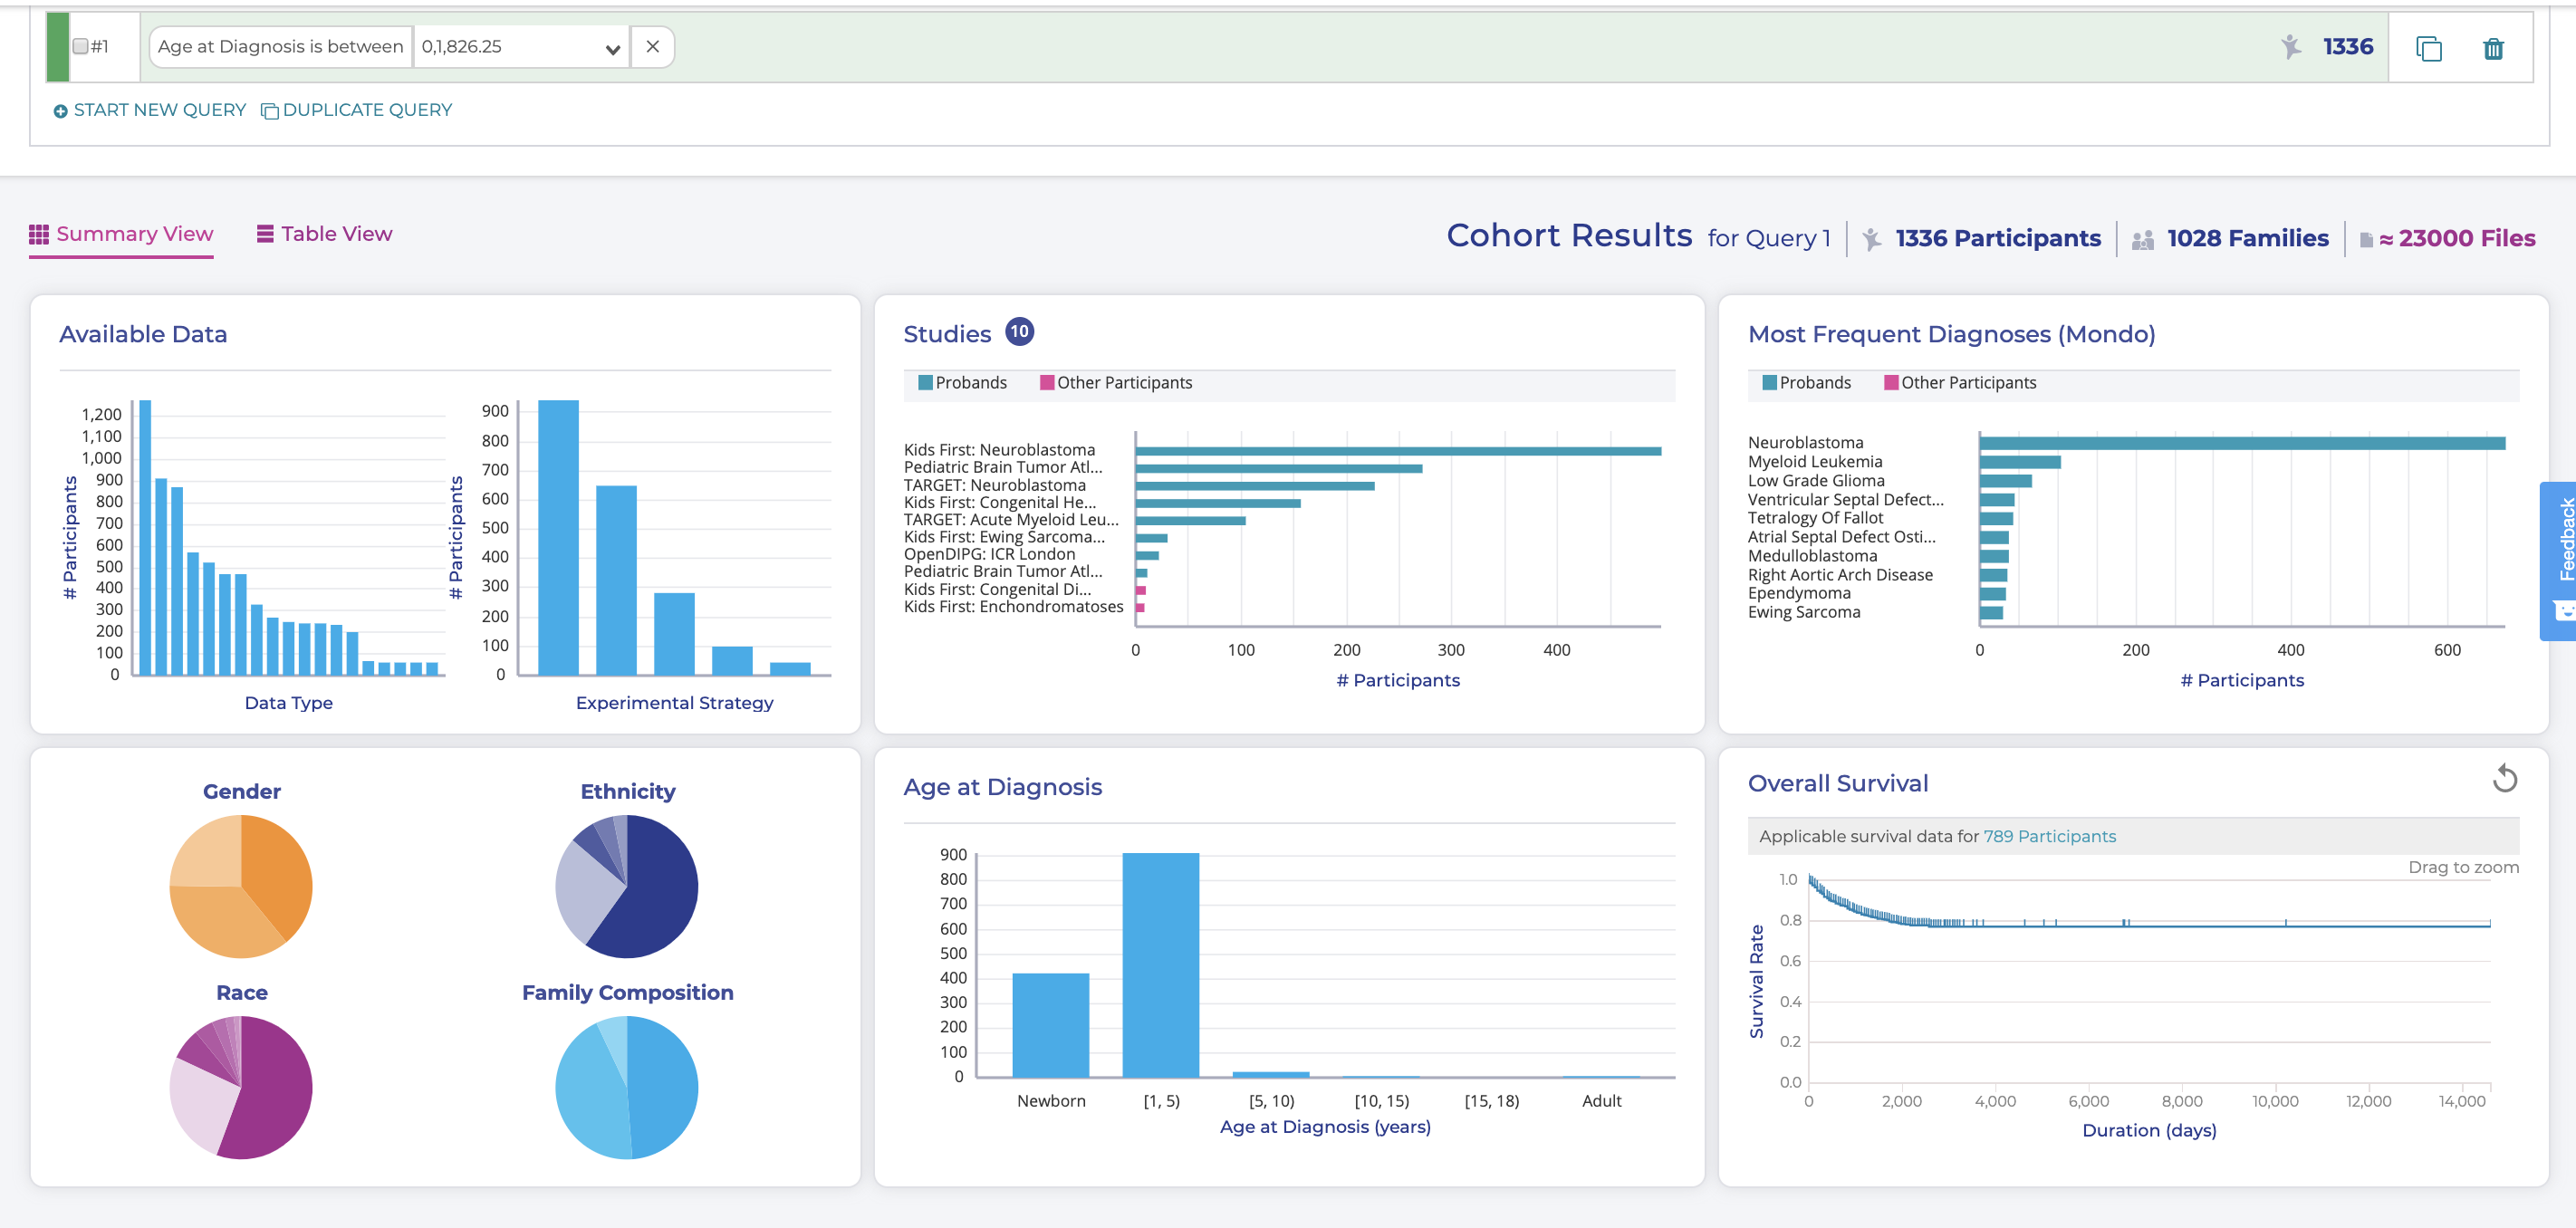 #1 Age at Diagnosis is between 0,1,826.25 × 1336
START NEW QUERY DUPLICATE QUERY
Summary View Table View
Cohort Results for Query 1 1336 Participants 1028 Families ≈ 23000 Files
Available Data
# Participants
1,200
1,100
1,000
900
800
700
600
500
400
300
200
100
0
Data Type
# Participants
900
800
700
600
500
400
300
200
100
0
Experimental Strategy
Studies 10
Probands Other Participants
Kids First: Neuroblastoma
Pediatric Brain Tumor Atl...
TARGET: Neuroblastoma
Kids First: Congenital He...
TARGET: Acute Myeloid Leu...
Kids First: Ewing Sarcoma...
OpenDIPG: ICR London
Pediatric Brain Tumor Atl...
Kids First: Congenital Di...
Kids First: Enchondromatoses
0 100 200 300 400
# Participants
Most Frequent Diagnoses (Mondo)
Probands Other Participants
Neuroblastoma
Myeloid Leukemia
Low Grade Glioma
Ventricular Septal Defect...
Tetralogy Of Fallot
Atrial Septal Defect Osti...
Medulloblastoma
Right Aortic Arch Disease
Ependymoma
Ewing Sarcoma
0 200 400 600
# Participants
Feedback
Gender
Ethnicity
Race
Family Composition
Age at Diagnosis
900
800
700
600
500
400
300
200
100
0
Newborn [1, 5) [5, 10) [10, 15) [15, 18) Adult
Age at Diagnosis (years)
Overall Survival
Applicable survival data for 789 Participants
Drag to zoom
Survival Rate
1.0
0.8
0.6
0.4
0.2
0.0
0 2,000 4,000 6,000 8,000 10,000 12,000 14,000
Duration (days)